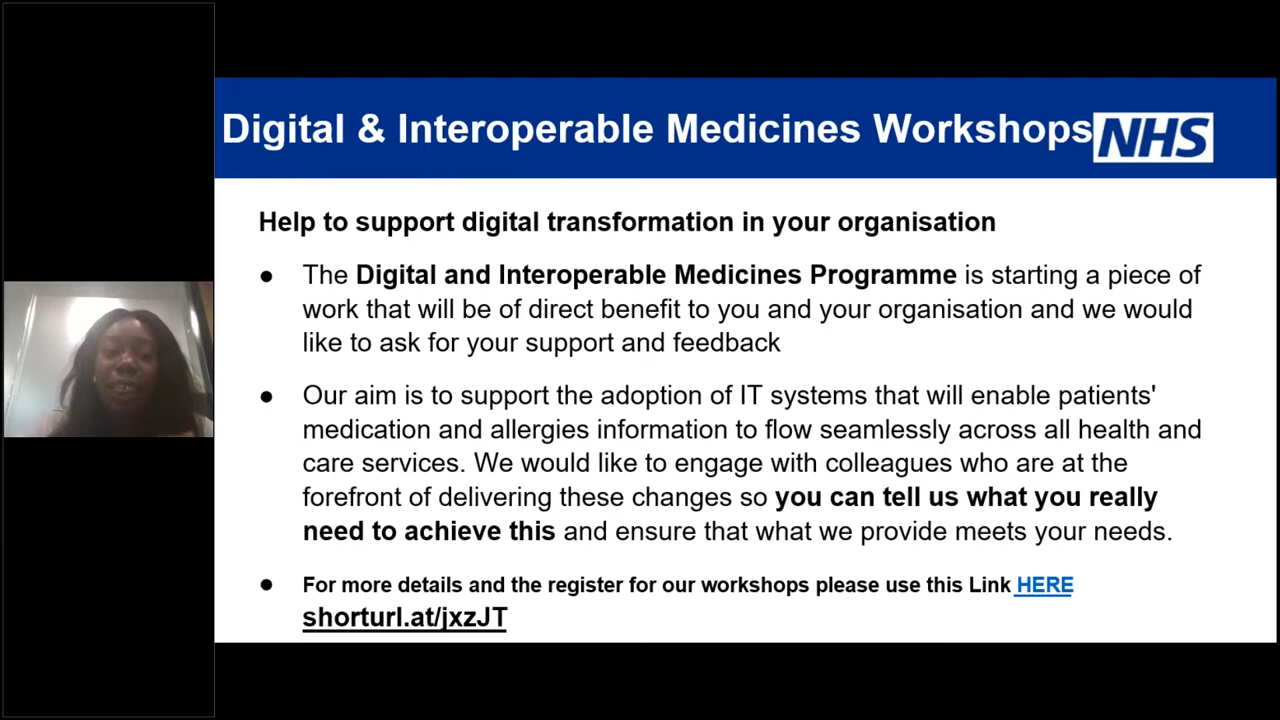 Digital & Interoperable Medicines Workshops NHS
Help to support digital transformation in your organisation
● The Digital and Interoperable Medicines Programme is starting a piece of
work that will be of direct benefit to you and your organisation and we would
like to ask for your support and feedback
● Our aim is to support the adoption of IT systems that will enable patients'
medication and allergies information to flow seamlessly across all health and
care services. We would like to engage with colleagues who are at the
forefront of delivering these changes so you can tell us what you really
need to achieve this and ensure that what we provide meets your needs.
● For more details and the register for our workshops please use this Link HERE
shorturl.at/jxzJT